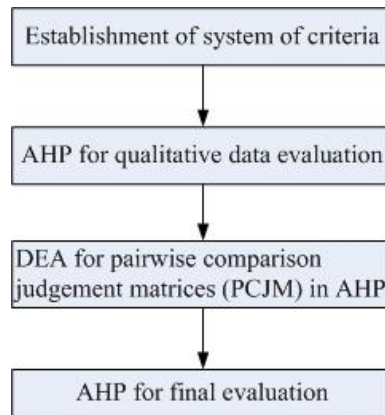 Establishment of system of criteria
AHP for qualitative data evaluation
DEA for pairwise comparison
judgement matrices (PCJM) in AHP
AHP for final evaluation